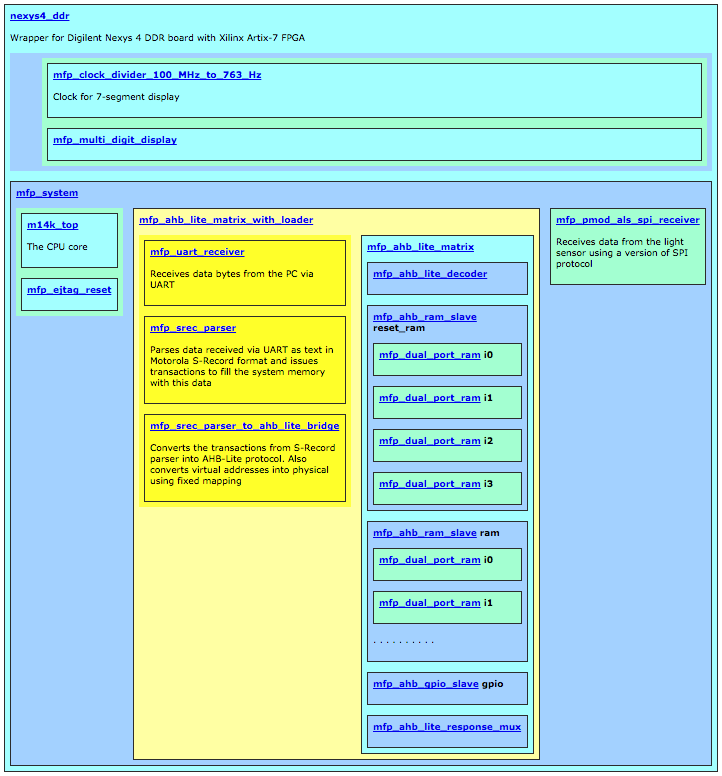 nexys4_ddr
Wrapper for Digilent Nexys 4 DDR board with Xilinx Artix-7 FPGA
mfp_clock_divider_100_MHz_to_763_Hz
Clock for 7-segment display
mfp_multi_digit_display
mfp_system
m14k_top
The CPU core
mfp_ejtag_reset
mfp_ahb_lite_matrix_with_loader
mfp_uart_receiver
Receives data bytes from the PC via
UART
mfp_srec_parser
Parses data received via UART as text in
Motorola S-Record format and issues
transactions to fill the system memory
with this data
mfp_srec_parser_to_ahb_lite_bridge
Converts the transactions from S-Record
parser into AHB-Lite protocol. Also
converts virtual addresses into physical
using fixed mapping
mfp_ahb_lite_matrix
mfp_ahb_lite_decoder
mfp_ahb_ram_slave
reset_ram
mfp_dual_port_ram i0
mfp_dual_port_ram i1
mfp_dual_port_ram i2
mfp_dual_port_ram i3
mfp_ahb_ram_slave ram
mfp_dual_port_ram i0
mfp_dual_port_ram i1
. . . . . . . . . .
mfp_ahb_gpio_slave gpio
mfp_ahb_lite_response_mux
mfp_pmod_als_spi_receiver
Receives data from the light
sensor using a version of SPI
protocol